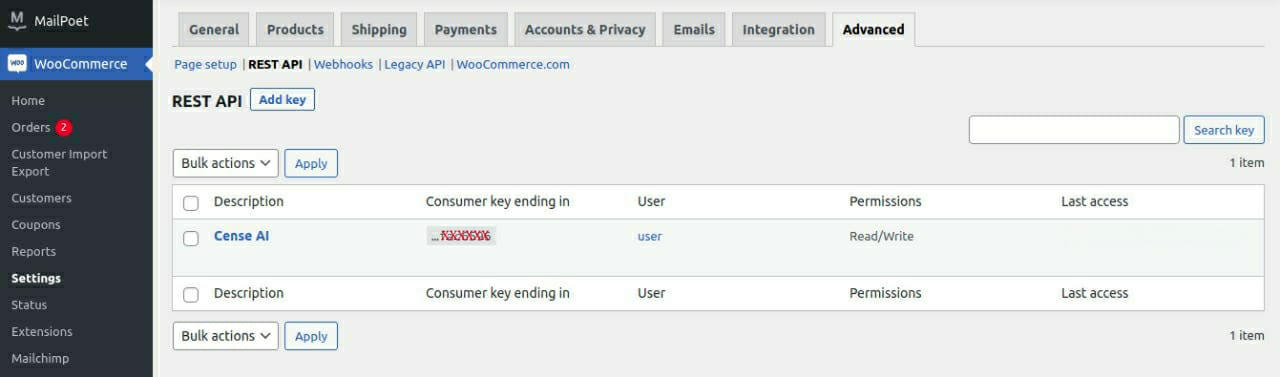 MailPoet
WooCommerce
Home
Orders 2
Customer Import
Export
Customers
Coupons
Reports
Settings
Status
Extensions
Mailchimp
General Products Shipping Payments Accounts & Privacy Emails Integration Advanced
Page setup | REST API | Webhooks | Legacy API | WooCommerce.com
REST API Add key
Search key
Bulk actions Apply 1 item
Description Consumer key ending in User Permissions Last access
Cense AI user Read/Write
Description Consumer key ending in User Permissions Last access
Bulk actions Apply 1 item